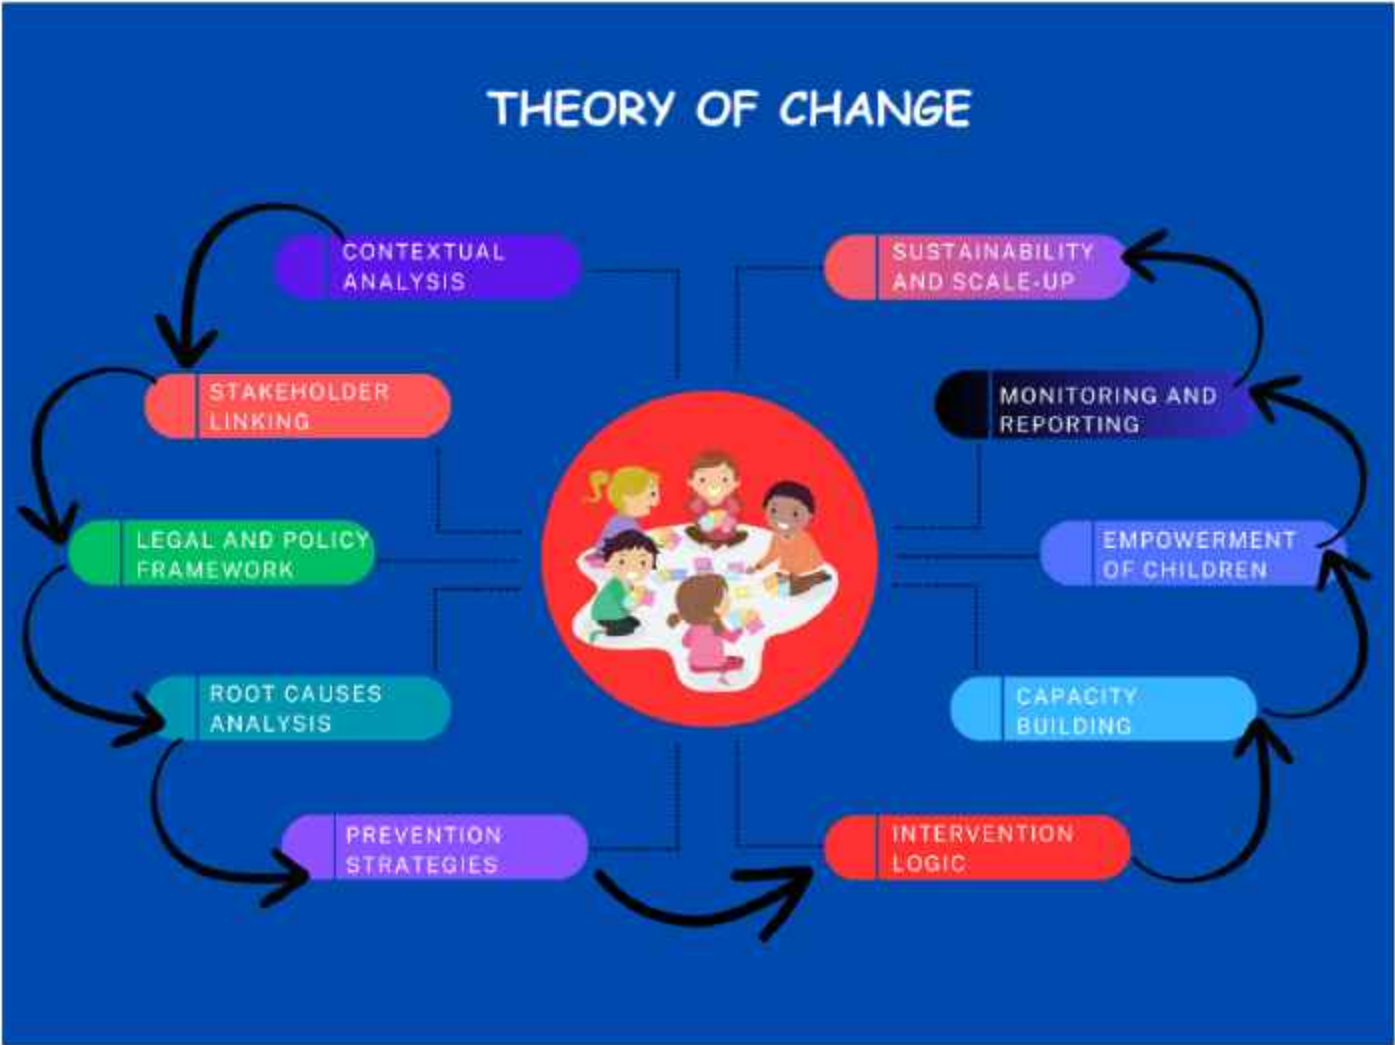 THEORY OF CHANGE
CONTEXTUAL
ANALYSIS
STAKEHOLDER
LINKING
LEGAL AND POLICY
FRAMEWORK
ROOT CAUSES
ANALYSIS
PREVENTION
STRATEGIES
INTERVENTION
LOGIC
CAPACITY
BUILDING
EMPOWERMENT
OF CHILDREN
MONITORING AND
REPORTING
SUSTAINABILITY
AND SCALE-UP